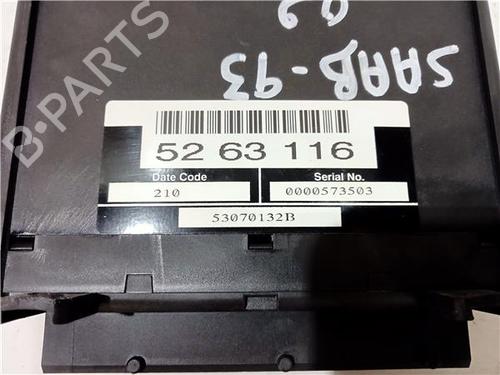 SAAB-93
52 63 116
Date Code
Serial No.
210
0000573503
53070132B
B-PARTS